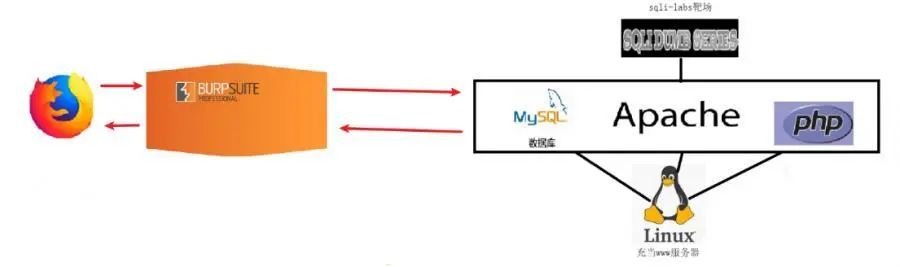 sqli-labs靶场
SQLI DUMB SERIES
BURPSUITE
PROFESSIONAL
MySQL
数据库
Apache
php
Linux
充当www服务器